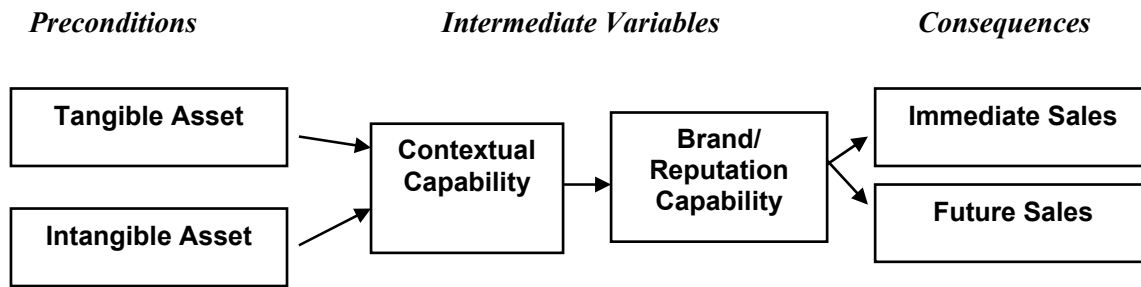 Preconditions
Intermediate Variables
Consequences
Tangible Asset
Intangible Asset
Contextual
Capability
Brand/
Reputation
Capability
Immediate Sales
Future Sales